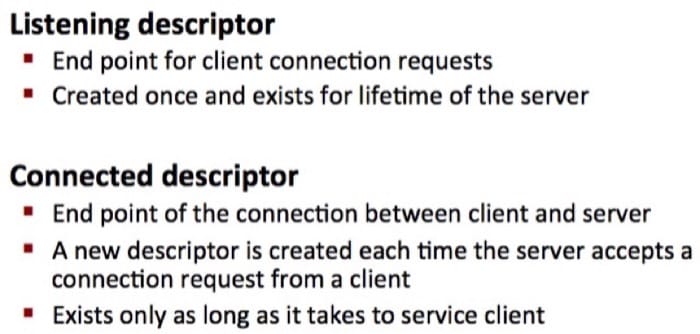 Listening descriptor
▪ End point for client connection requests
▪ Created once and exists for lifetime of the server
Connected descriptor
▪ End point of the connection between client and server
▪ A new descriptor is created each time the server accepts a
connection request from a client
▪ Exists only as long as it takes to service client